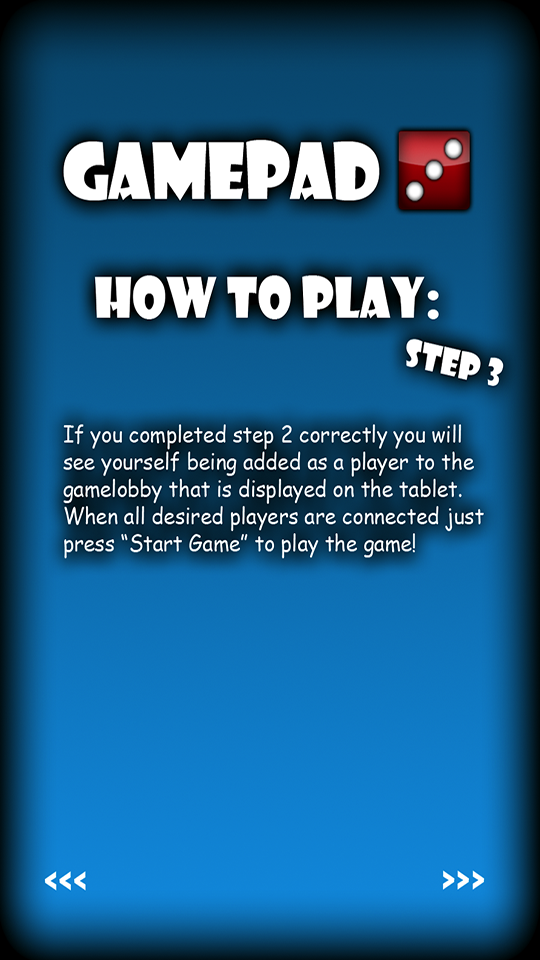 GAMEPAD
HOW TO PLAY:
STEP 3
If you completed step 2 correctly you will
see yourself being added as a player to the
gamelobby that is displayed on the tablet.
When all desired players are connected just
press “Start Game” to play the game!
<<< >>>